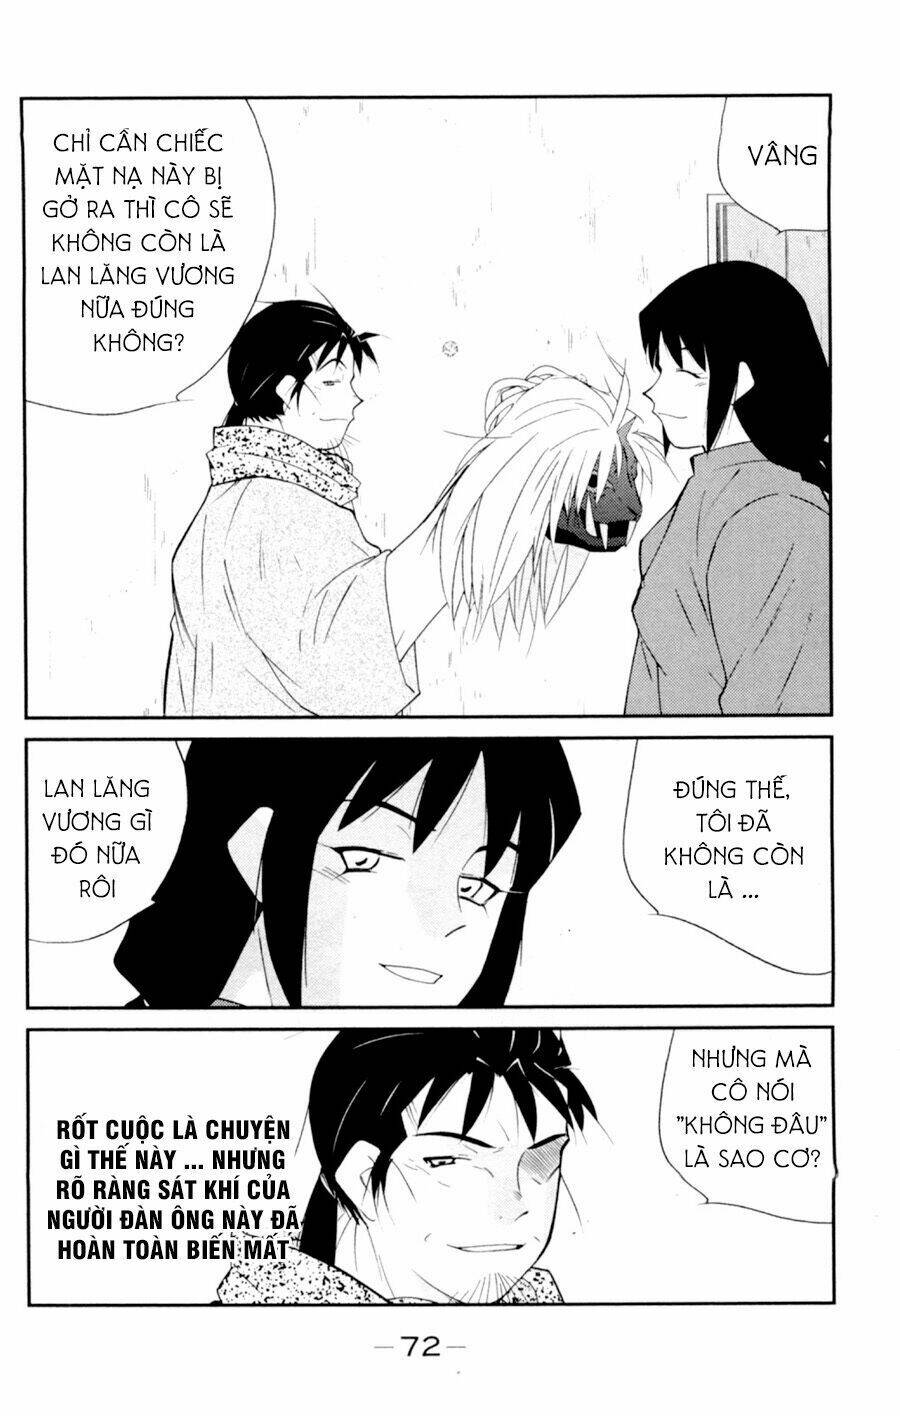 VÂNG
CHỈ CẦN CHIẾC
MẶT NẠ NÀY BỊ
GỞ RA THÌ CÔ SẼ
KHÔNG CÒN LÀ
LAN LĂNG VƯƠNG
NỮA ĐÚNG
KHÔNG?
ĐÚNG THẾ,
TÔI ĐÃ
KHÔNG CÒN
LÀ ...
LAN LĂNG
VƯƠNG GÌ
ĐÓ NỮA
RÔI
NHƯNG MÀ
CÔ NÓI
"KHÔNG ĐÂU"
LÀ SAO CƠ?
RỐT CUỘC LÀ CHUYỆN
GÌ THẾ NÀY ... NHƯNG
RÕ RÀNG SÁT KHÍ CỦA
NGƯỜI ĐÀN ÔNG NÀY ĐÃ
HOÀN TOÀN BIẾN MẤT
—72—